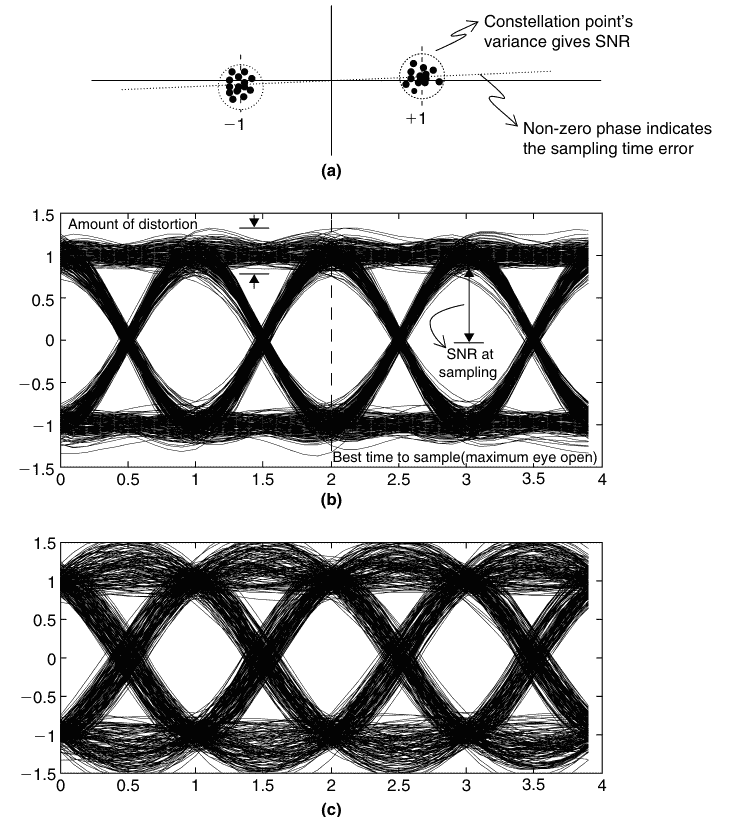 Constellation point's
variance gives SNR
−1
+1
Non-zero phase indicates
the sampling time error
(a)
1.5
Amount of distortion
1
0.5
0
SNR at
sampling
−0.5
−1
Best time to sample(maximum eye open)
−1.5
0 0.5 1 1.5 2 2.5 3 3.5 4
(b)
1.5
1
0.5
0
−0.5
−1
−1.5
0 0.5 1 1.5 2 2.5 3 3.5 4
(c)